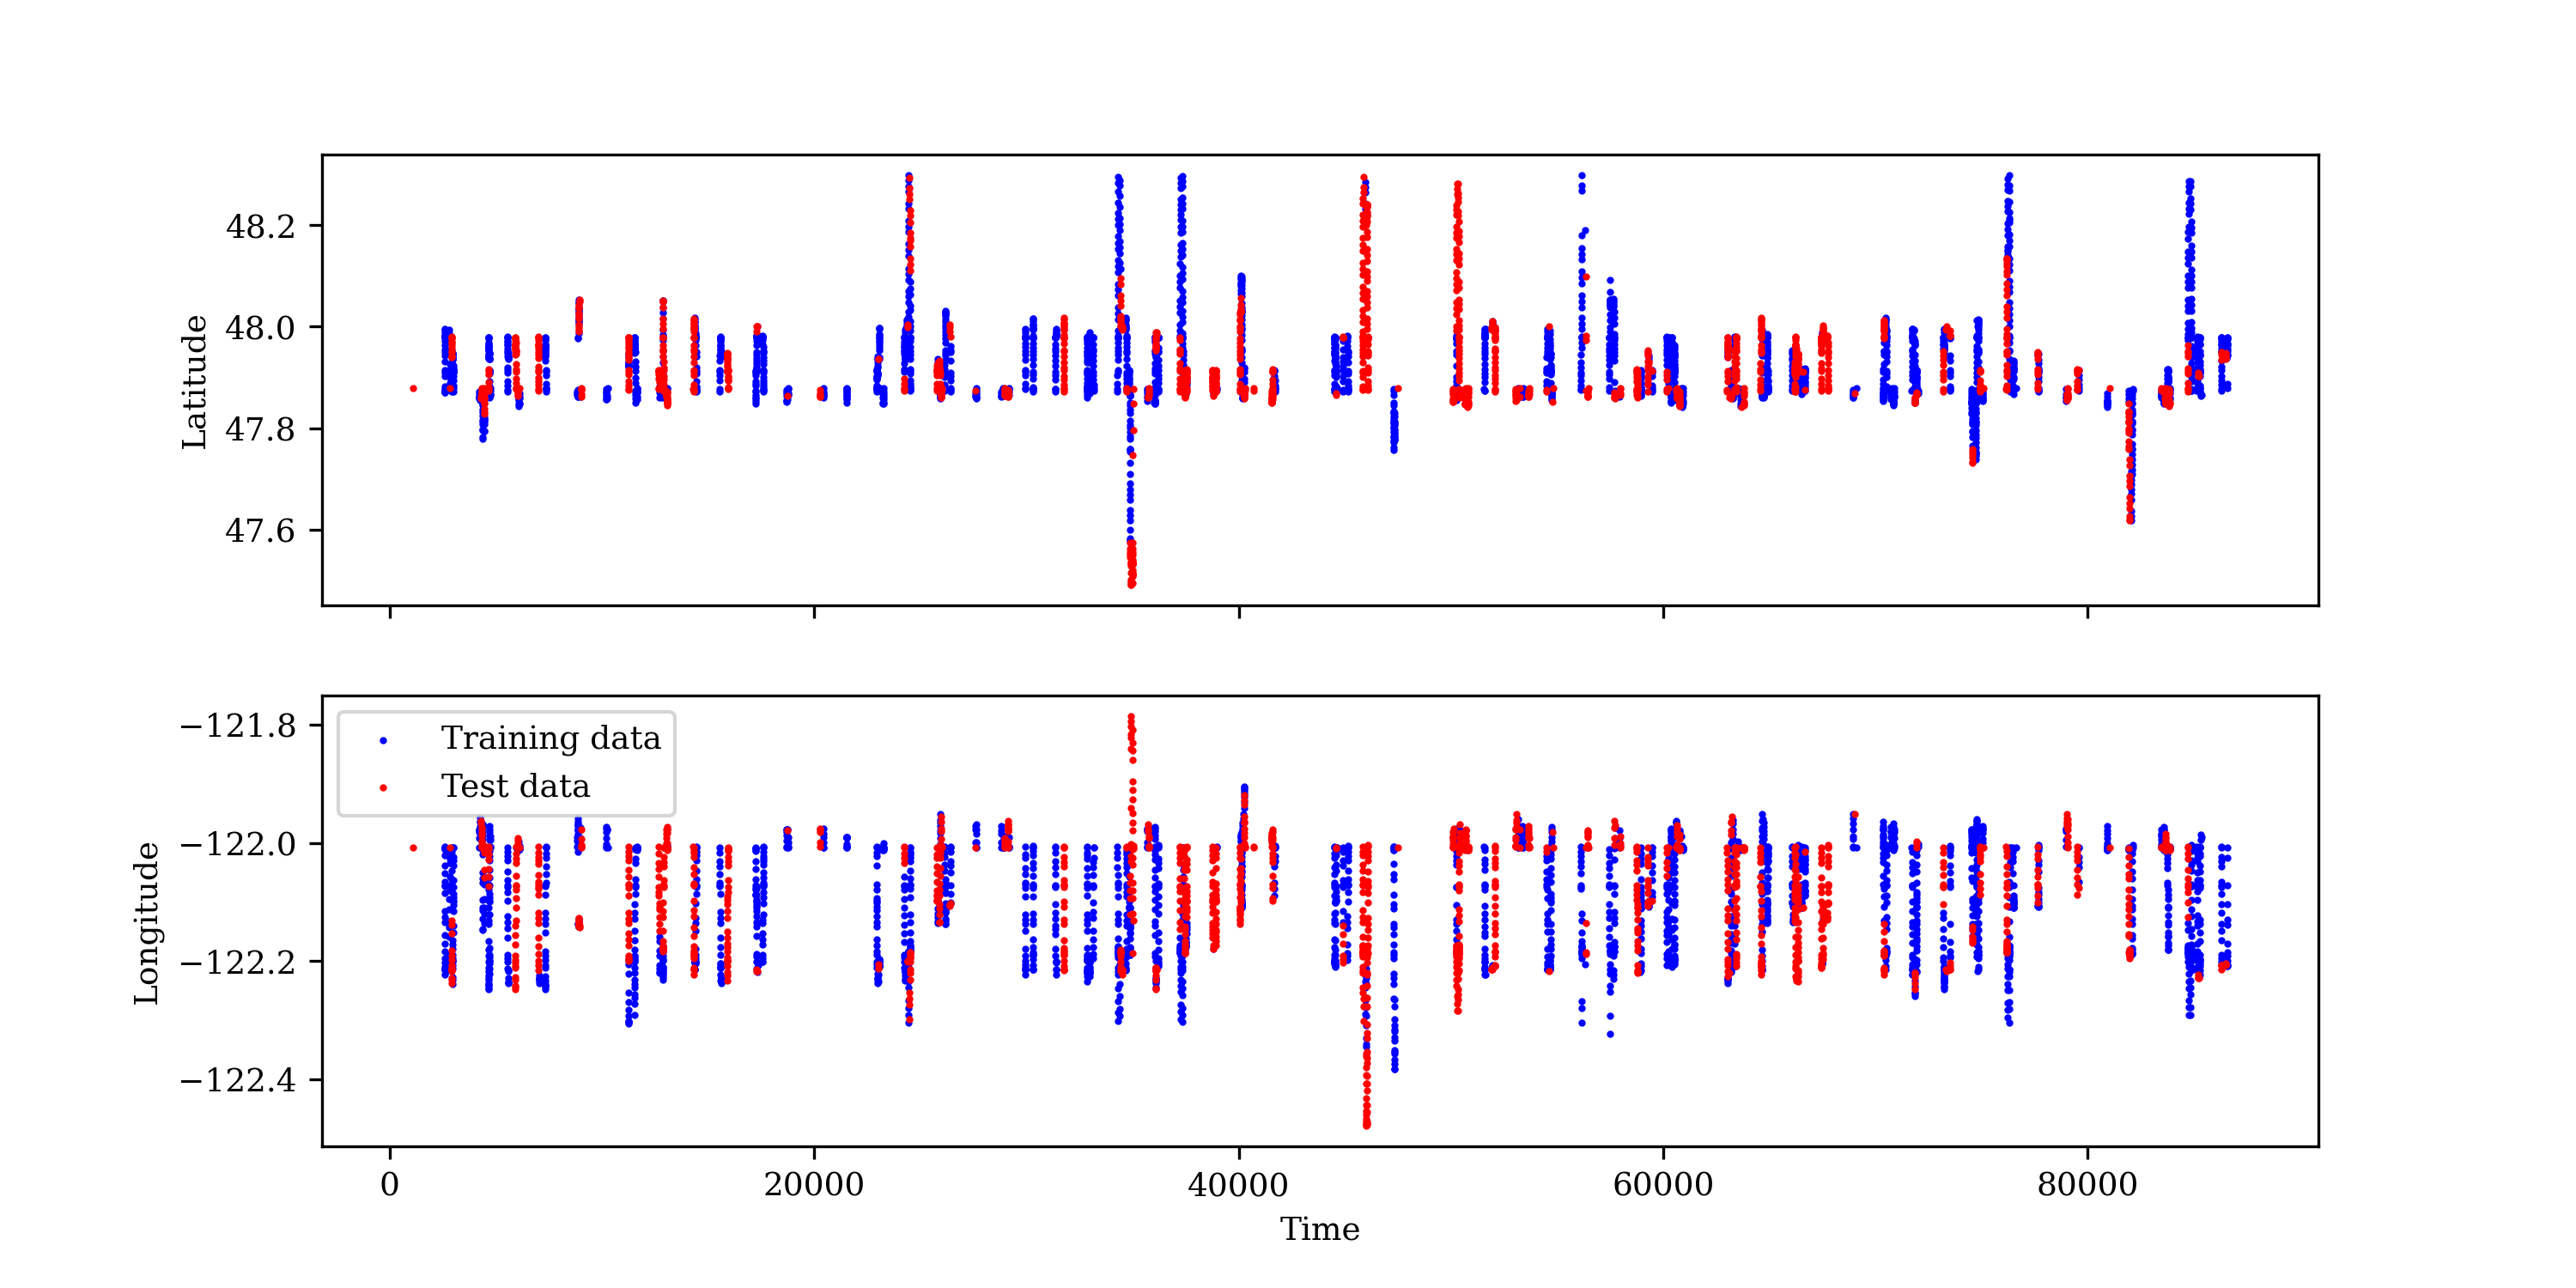 48.2
48.0
47.8
47.6
Latitude
−121.8
−122.0
−122.2
−122.4
Longitude
Training data
Test data
0 20000 40000 60000 80000
Time